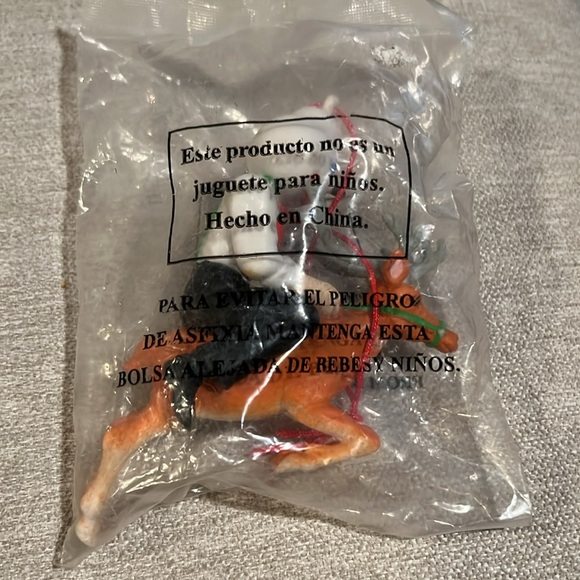 Este producto no es un
juguete para niños.
Hecho en China.
PARA EVITAR EL PELIGRO
DE ASFIXIA MANTENGA ESTA
BOLSA ALEJADA DE BEBES Y NIÑOS.